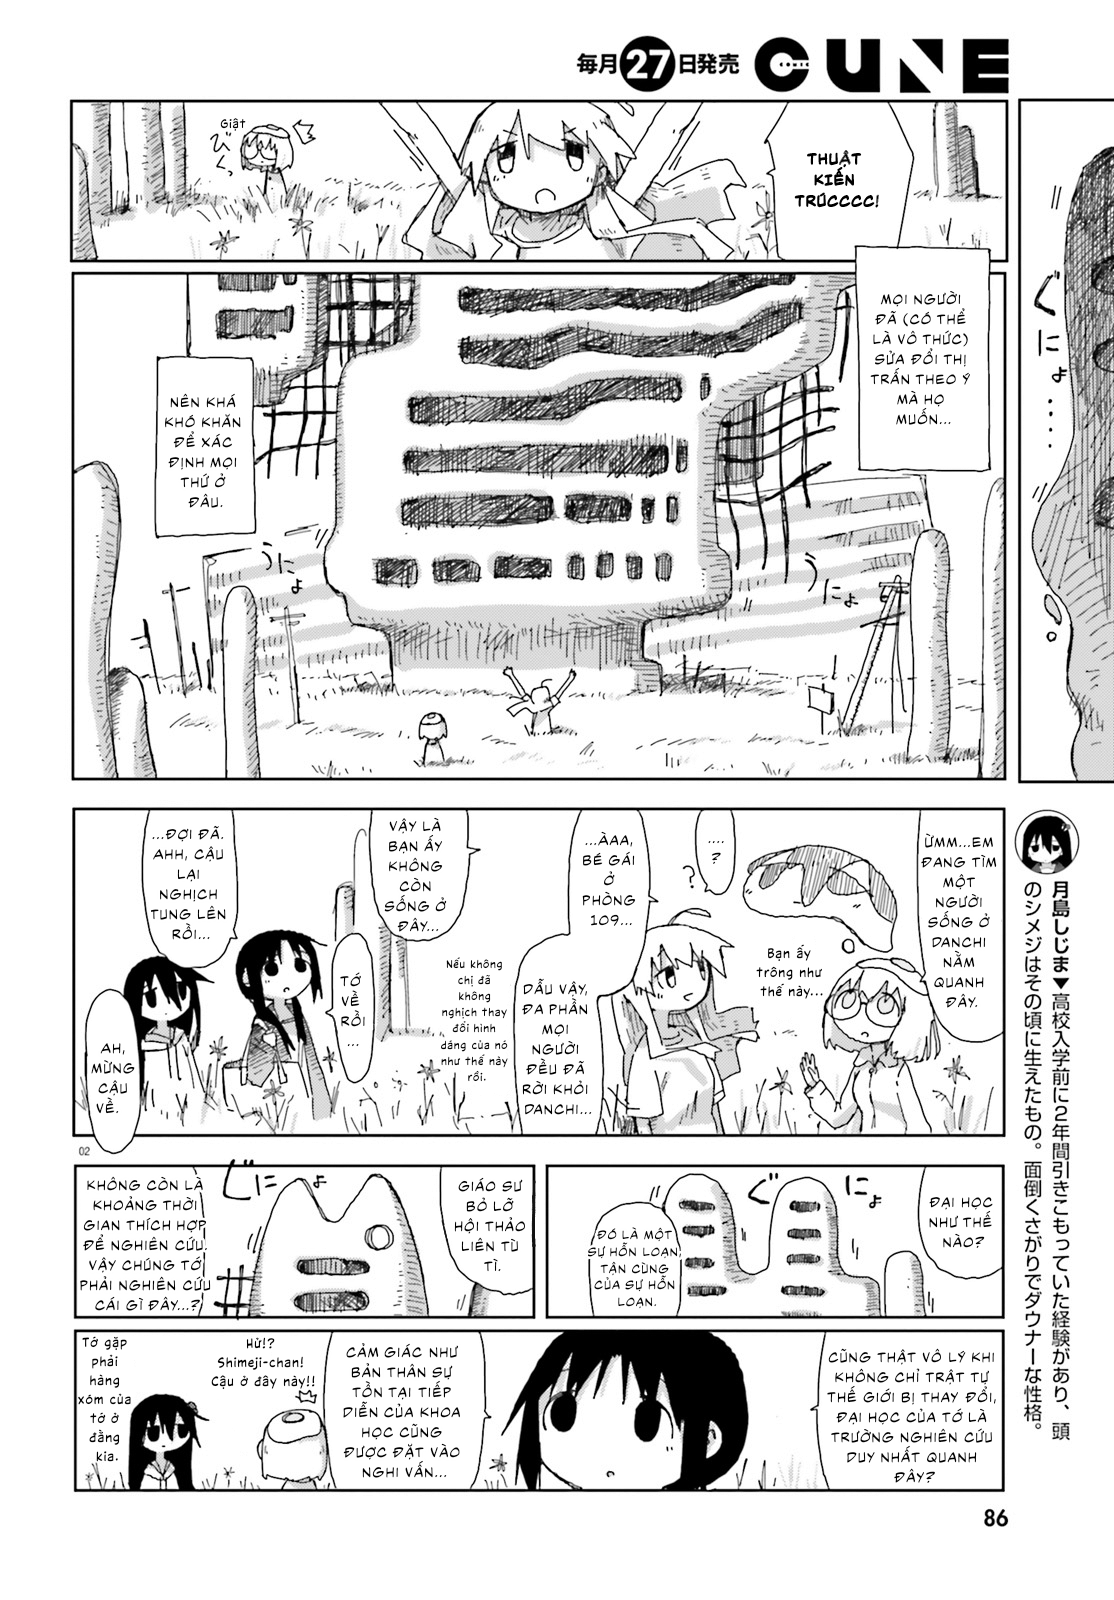 毎月27日発売 COMIC CUNE
THUẬT
KIẾN
TRÚCCCC!
Giật
びくっ
MỌI NGƯỜI
ĐÃ (CÓ THỂ
LÀ VÔ THỨC)
SỬA ĐỔI THỊ
TRẤN THEO Ý
MÀ HỌ
MUỐN...
NÊN KHÁ
KHÓ KHĂN
ĐỂ XÁC
ĐỊNH MỌI
THỨ Ở
ĐÂU.
ぐにょ....
うにょ
うにょ
ỪMM...EM
ĐANG TÌM
MỘT
NGƯỜI
SỐNG Ở
DANCHI
NẰM
QUANH
ĐÂY.
Bạn ấy
trông như
thế này...
....
?
?
...ÀAA,
BÉ GÁI
Ở
PHÒNG
109...
DẪU VẬY,
ĐA PHẦN
MỌI
NGƯỜI
ĐỀU ĐÃ
RỜI KHỎI
DANCHI...
Nếu không
chị đã
không
nghịch thay
đổi hình
dáng của nó
như thế này
rồi.
VẬY LÀ
BẠN ẤY
KHÔNG
CÒN
SỐNG Ở
ĐÂY...
TỚ
VỀ
RỒI
...
...ĐỢI ĐÃ.
AHH, CẬU
LẠI
NGHỊCH
TUNG LÊN
RỒI...
AH,
MỪNG
CẬU
VỀ.
02
ĐẠI HỌC
NHƯ THẾ
NÀO?
ぐにょ
ĐÓ LÀ MỘT
SỰ HỖN LOẠN,
TẬN CÙNG
CỦA SỰ HỖN
LOẠN.
GIÁO SƯ
BỎ LỠ
HỘI THẢO
LIÊN TÙ
TÌ.
ぐにょ
KHÔNG CÒN LÀ
KHOẢNG THỜI
GIAN THÍCH HỢP
ĐỂ NGHIÊN CỨU.
VẬY CHÚNG TỚ
PHẢI NGHIÊN CỨU
CÁI GÌ ĐÂY...?
CŨNG THẬT VÔ LÝ KHI
KHÔNG CHỈ TRẬT TỰ
THẾ GIỚI BỊ THAY ĐỔI,
ĐẠI HỌC CỦA TỚ LÀ
TRƯỜNG NGHIÊN CỨU
DUY NHẤT QUANH
ĐÂY?
CẢM GIÁC NHƯ
BẢN THÂN SỰ
TỒN TẠI TIẾP
DIỄN CỦA KHOA
HỌC CŨNG
ĐƯỢC ĐẶT VÀO
NGHI VẤN...
Hử!?
Shimeji-chan!
Cậu ở đây này!!
Tớ gặp
phải
hàng
xóm của
tớ ở
đằng
kia.
月島しじま▼高校入学前に2年間引きこもっていた経験があり、頭
のシメジはその頃に生えたもの。面倒くさがりでダウナーな性格。
86